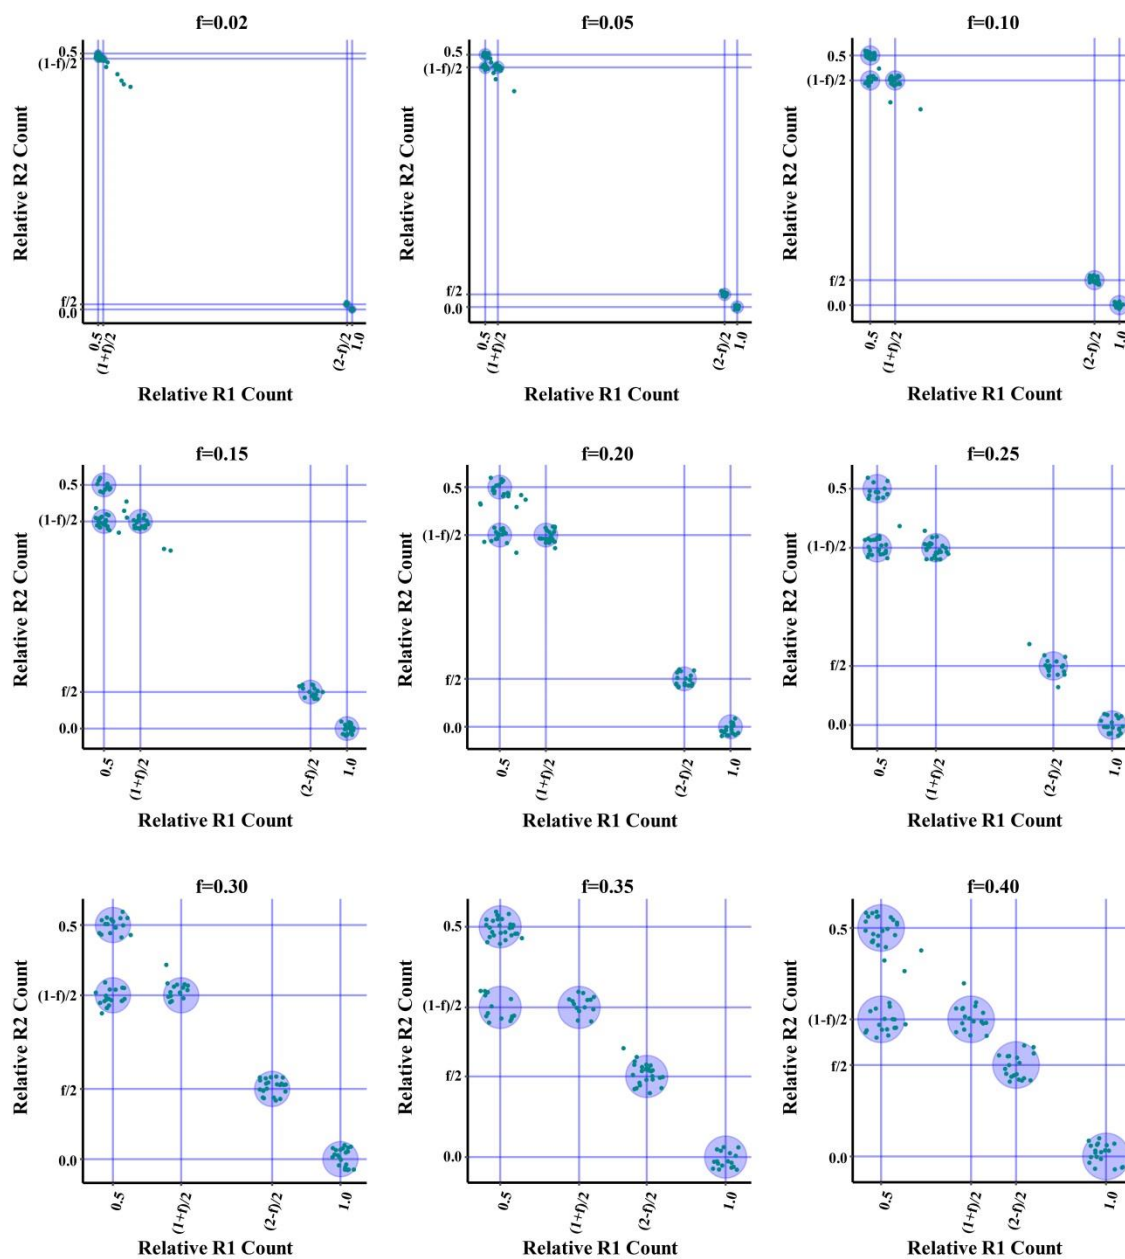 f=0.02
f=0.05
f=0.10
0.5
(1-f)/2
f/2
0.0
0.5
(1+f)/2
(2-f)/2
1.0
Relative R2 Count
Relative R1 Count
0.5
(1-f)/2
f/2
0.0
0.5
(1+f)/2
(2-f)/2
1.0
Relative R2 Count
Relative R1 Count
0.5
(1-f)/2
f/2
0.0
0.5
(1+f)/2
(2-f)/2
1.0
Relative R2 Count
Relative R1 Count
f=0.15
f=0.20
f=0.25
0.5
(1-f)/2
f/2
0.0
0.5
(1+f)/2
(2-f)/2
1.0
Relative R2 Count
Relative R1 Count
0.5
(1-f)/2
f/2
0.0
0.5
(1+f)/2
(2-f)/2
1.0
Relative R2 Count
Relative R1 Count
0.5
(1-f)/2
f/2
0.0
0.5
(1+f)/2
(2-f)/2
1.0
Relative R2 Count
Relative R1 Count
f=0.30
f=0.35
f=0.40
0.5
(1-f)/2
f/2
0.0
0.5
(1+f)/2
(2-f)/2
1.0
Relative R2 Count
Relative R1 Count
0.5
(1-f)/2
f/2
0.0
0.5
(1+f)/2
(2-f)/2
1.0
Relative R2 Count
Relative R1 Count
0.5
(1-f)/2
f/2
0.0
0.5
(1+f)/2
(2-f)/2
1.0
Relative R2 Count
Relative R1 Count